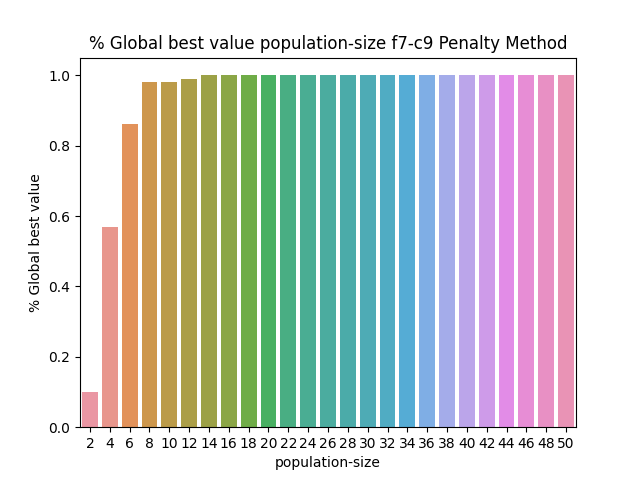 % Global best value population-size f7-c9 Penalty Method
% Global best value
1.0
0.8
0.6
0.4
0.2
0.0
2 4 6 8 10 12 14 16 18 20 22 24 26 28 30 32 34 36 38 40 42 44 46 48 50
population-size